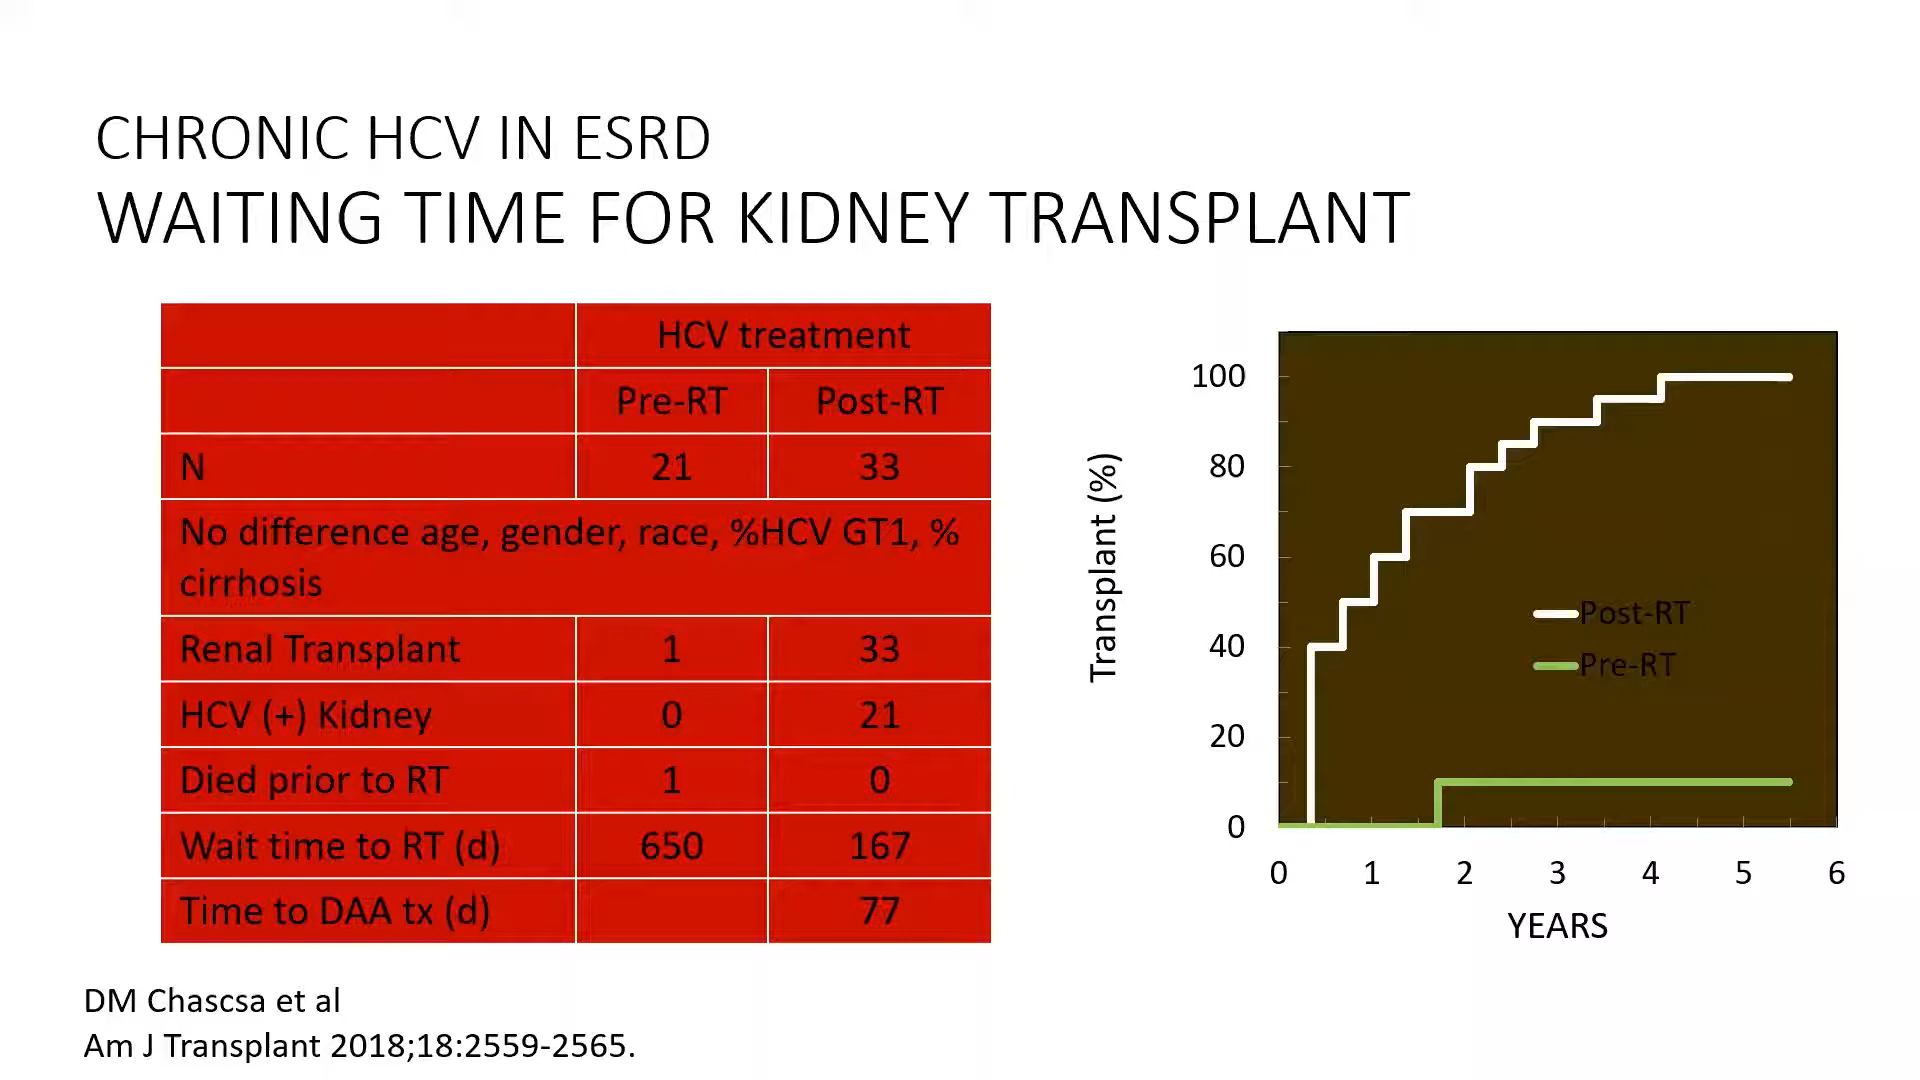 CHRONIC HCV IN ESRD
WAITING TIME FOR KIDNEY TRANSPLANT
HCV treatment
Pre-RT Post-RT
N 21 33
No difference age, gender, race, %HCV GT1, %
cirrhosis
Renal Transplant 1 33
HCV (+) Kidney 0 21
Died prior to RT 1 0
Wait time to RT (d) 650 167
Time to DAA tx (d) 77
Transplant (%)
100
80
60
40
20
0
Post-RT
Pre-RT
0 1 2 3 4 5 6
YEARS
DM Chascsa et al
Am J Transplant 2018;18:2559-2565.